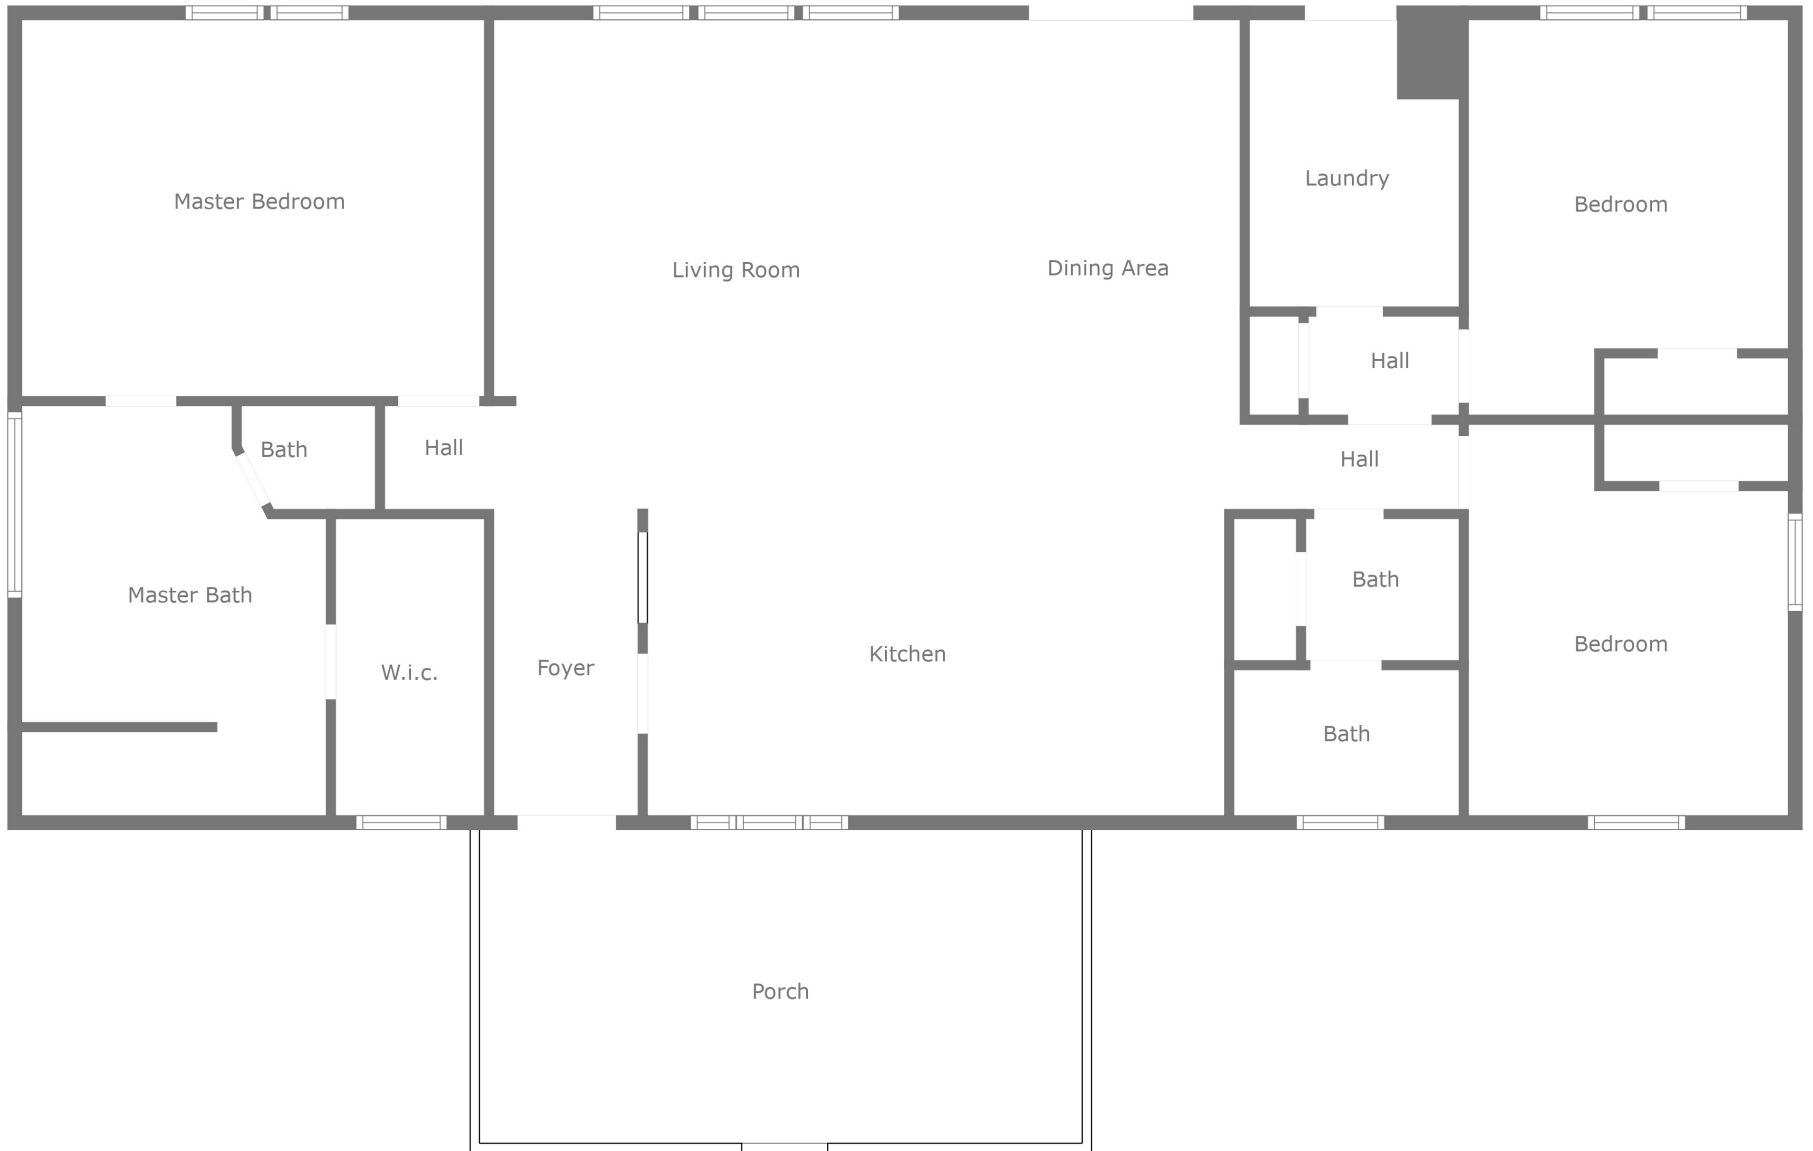 Master Bedroom
Living Room
Dining Area
Laundry
Bedroom
Hall
Bath
Hall
Hall
Master Bath
W.i.c.
Foyer
Kitchen
Bath
Bath
Bedroom
Porch